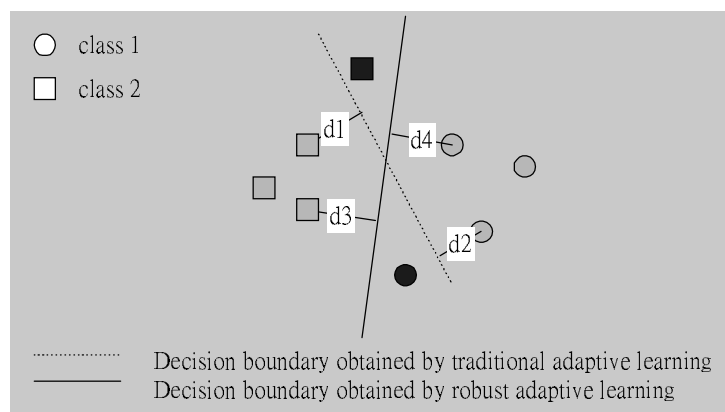 class 1
class 2
d1
d4
d3
d2
Decision boundary obtained by traditional adaptive learning
Decision boundary obtained by robust adaptive learning